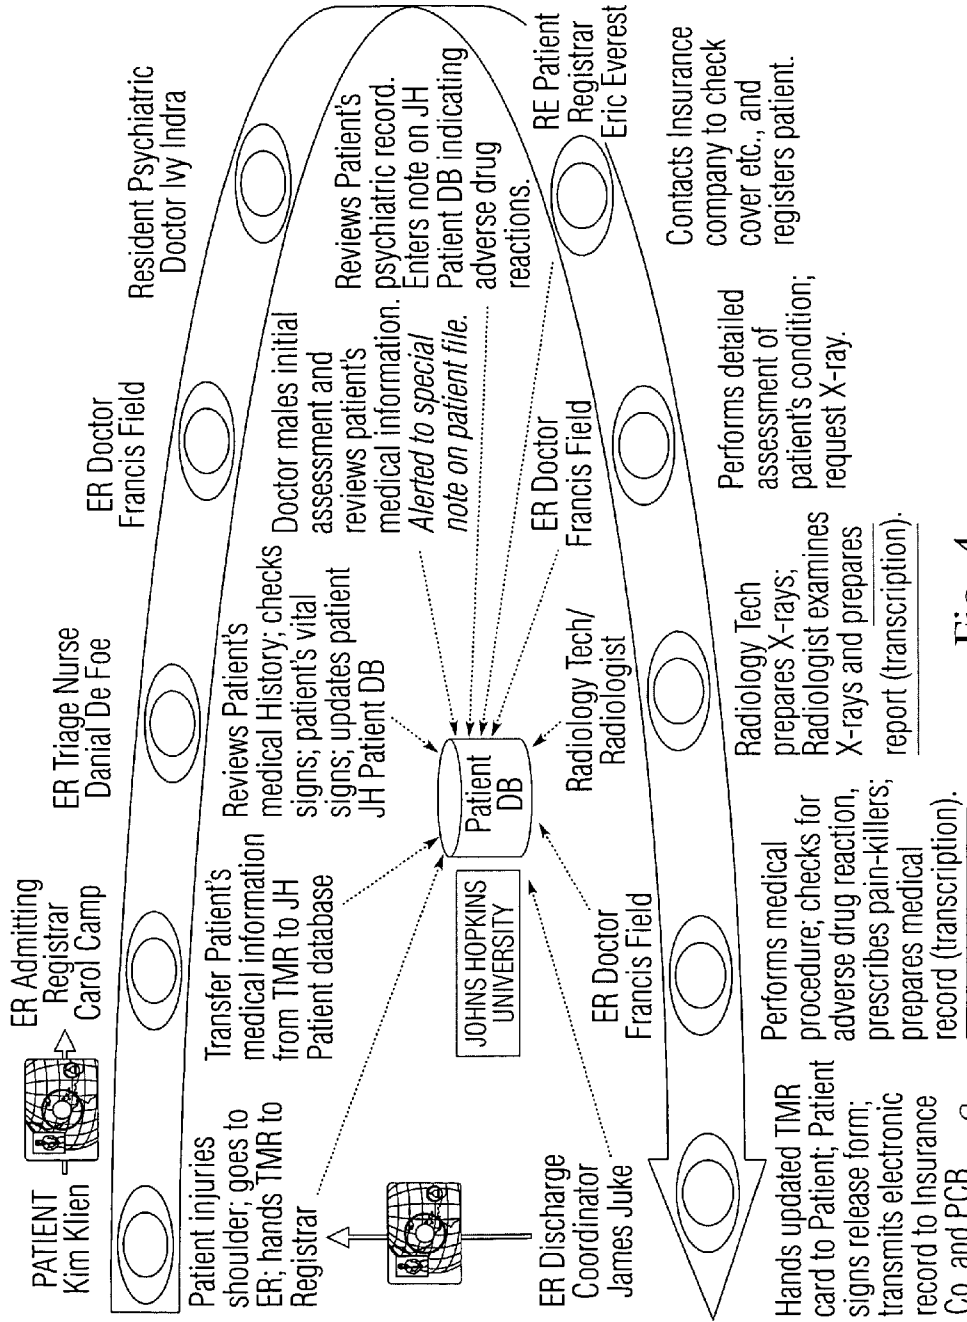 PATIENT
Kim Klien
ER Admitting
Registrar
Carol Camp
ER Triage Nurse
Danial De Foe
ER Doctor
Francis Field
Resident Psychiatric
Doctor Ivy Indra
Patient injuries
shoulder; goes to
ER; hands TMR to
Registrar
Transfer Patient's
medical information
from TMR to JH
Patient database
Reviews Patient's
medical History; checks
signs; patient's vital
signs; updates patient
JH Patient DB
Doctor males initial
assessment and
reviews patient's
medical information.
Alerted to special
note on patient file.
Reviews Patient's
psychiatric record.
Enters note on JH
Patient DB indicating
adverse drug
reactions.
JOHNS HOPKINS
UNIVERSITY
Patient
DB
RE Patient
Registrar
Eric Everest
ER Doctor
Francis Field
Radiology Tech/
Radiologist
ER Doctor
Francis Field
ER Discharge
Coordinator
James Juke
Contacts Insurance
company to check
cover etc., and
registers patient.
Performs detailed
assessment of
patient's condition;
request X-ray.
Radiology Tech
prepares X-rays;
Radiologist examines
X-rays and prepares
report (transcription).
Performs medical
procedure; checks for
adverse drug reaction,
prescribes pain-killers;
prepares medical
record (transcription).
Hands updated TMR
card to Patient; Patient
signs release form;
transmits electronic
record to Insurance
Co. and PCP